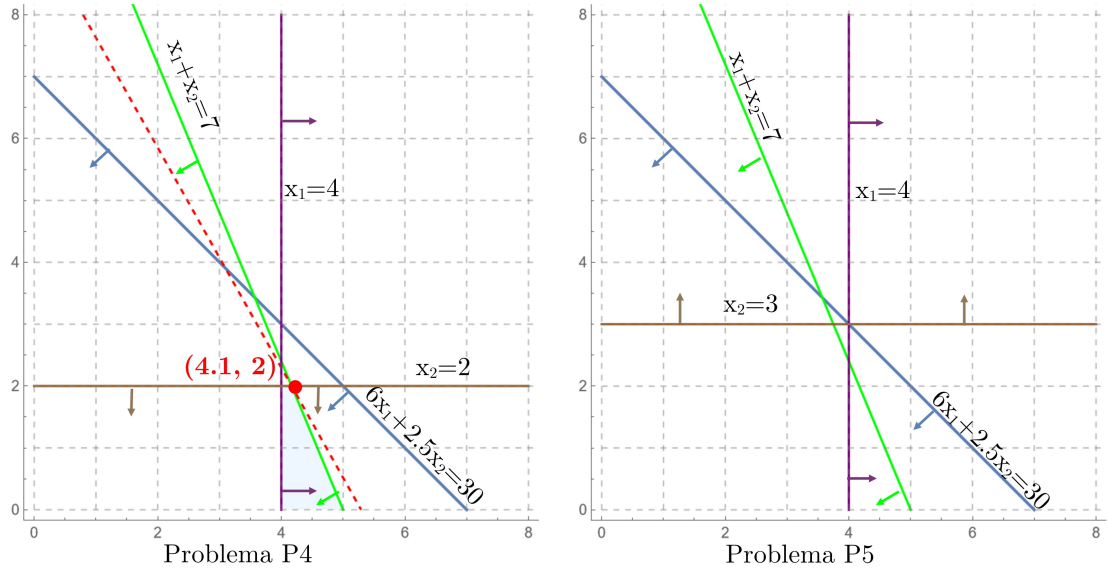 8
6
4
2
0
0 2 4 6 8
x₁+x₂=7
x₁=4
(4.1, 2)
x₂=2
6x₁+2.5x₂=30
Problema P4
8
6
4
2
0
0 2 4 6 8
x₁+x₂=7
x₁=4
x₂=3
6x₁+2.5x₂=30
Problema P5